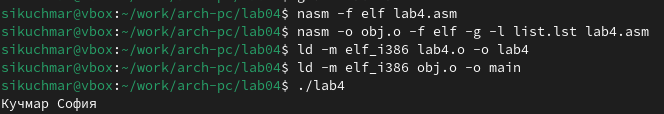 sikuchmar@vbox:~/work/arch-pc/lab04$ nasm -f elf lab4.asm
sikuchmar@vbox:~/work/arch-pc/lab04$ nasm -o obj.o -f elf -g -l list.lst lab4.asm
sikuchmar@vbox:~/work/arch-pc/lab04$ ld -m elf_i386 lab4.o -o lab4
sikuchmar@vbox:~/work/arch-pc/lab04$ ld -m elf_i386 obj.o -o main
sikuchmar@vbox:~/work/arch-pc/lab04$ ./lab4
Кучмар София